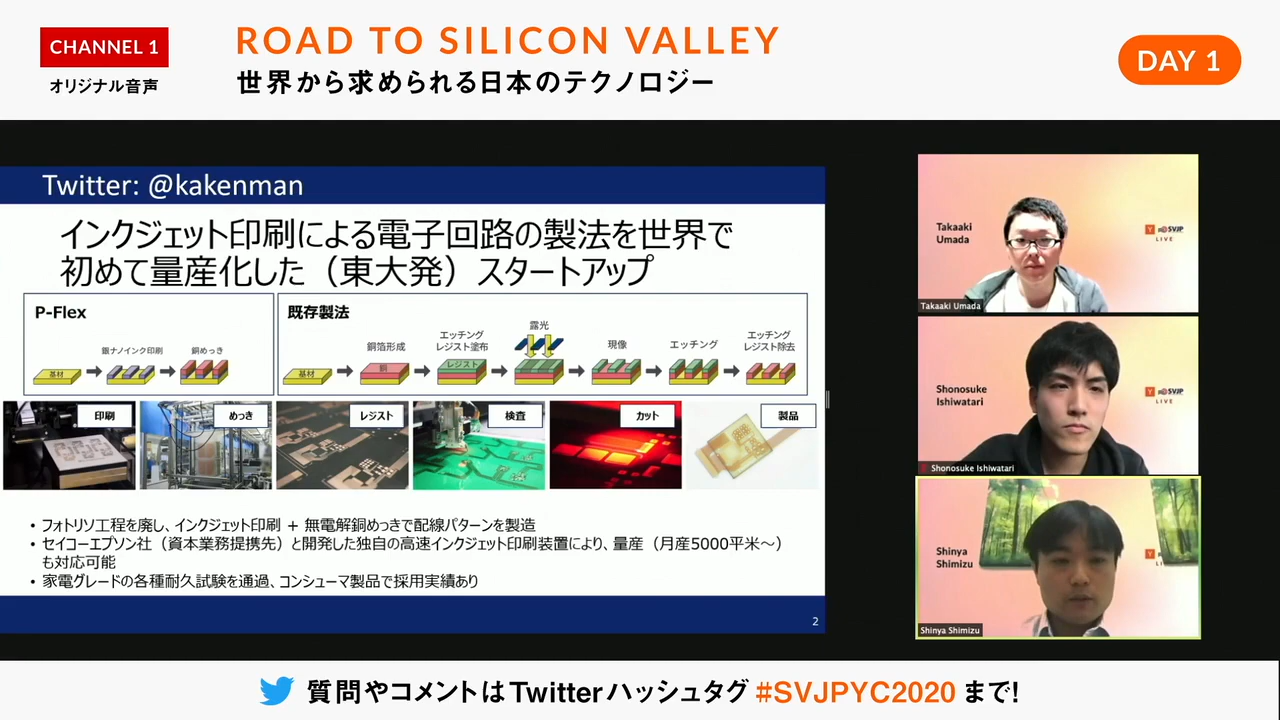 CHANNEL 1
オリジナル音声
ROAD TO SILICON VALLEY
世界から求められる日本のテクノロジー
DAY 1
Twitter: @kakenman
インクジェット印刷による電子回路の製法を世界で
初めて量産化した（東大発）スタートアップ
P-Flex
銀ナノインク印刷
銅めっき
基材
既存製法
銅箔形成
エッチング
レジスト塗布
露光
現像
エッチング
エッチング
レジスト除去
基材
銅
レジスト
印刷
めっき
レジスト
検査
カット
製品
• フォトリソ工程を廃し、インクジェット印刷 + 無電解銅めっきで配線パターンを製造
• セイコーエプソン社（資本業務提携先）と開発した独自の高速インクジェット印刷装置により、量産（月産5000平米～）
も対応可能
• 家電グレードの各種耐久試験を通過、コンシューマ製品で採用実績あり
2
Takaaki
Umada
Y SVJP
LIVE
Takaaki Umada
Shonosuke
Ishiwatari
Y SVJP
LIVE
Shonosuke Ishiwatari
Shinya
Shimizu
Y
Shinya Shimizu
質問やコメントはTwitterハッシュタグ #SVJPYC2020 まで!